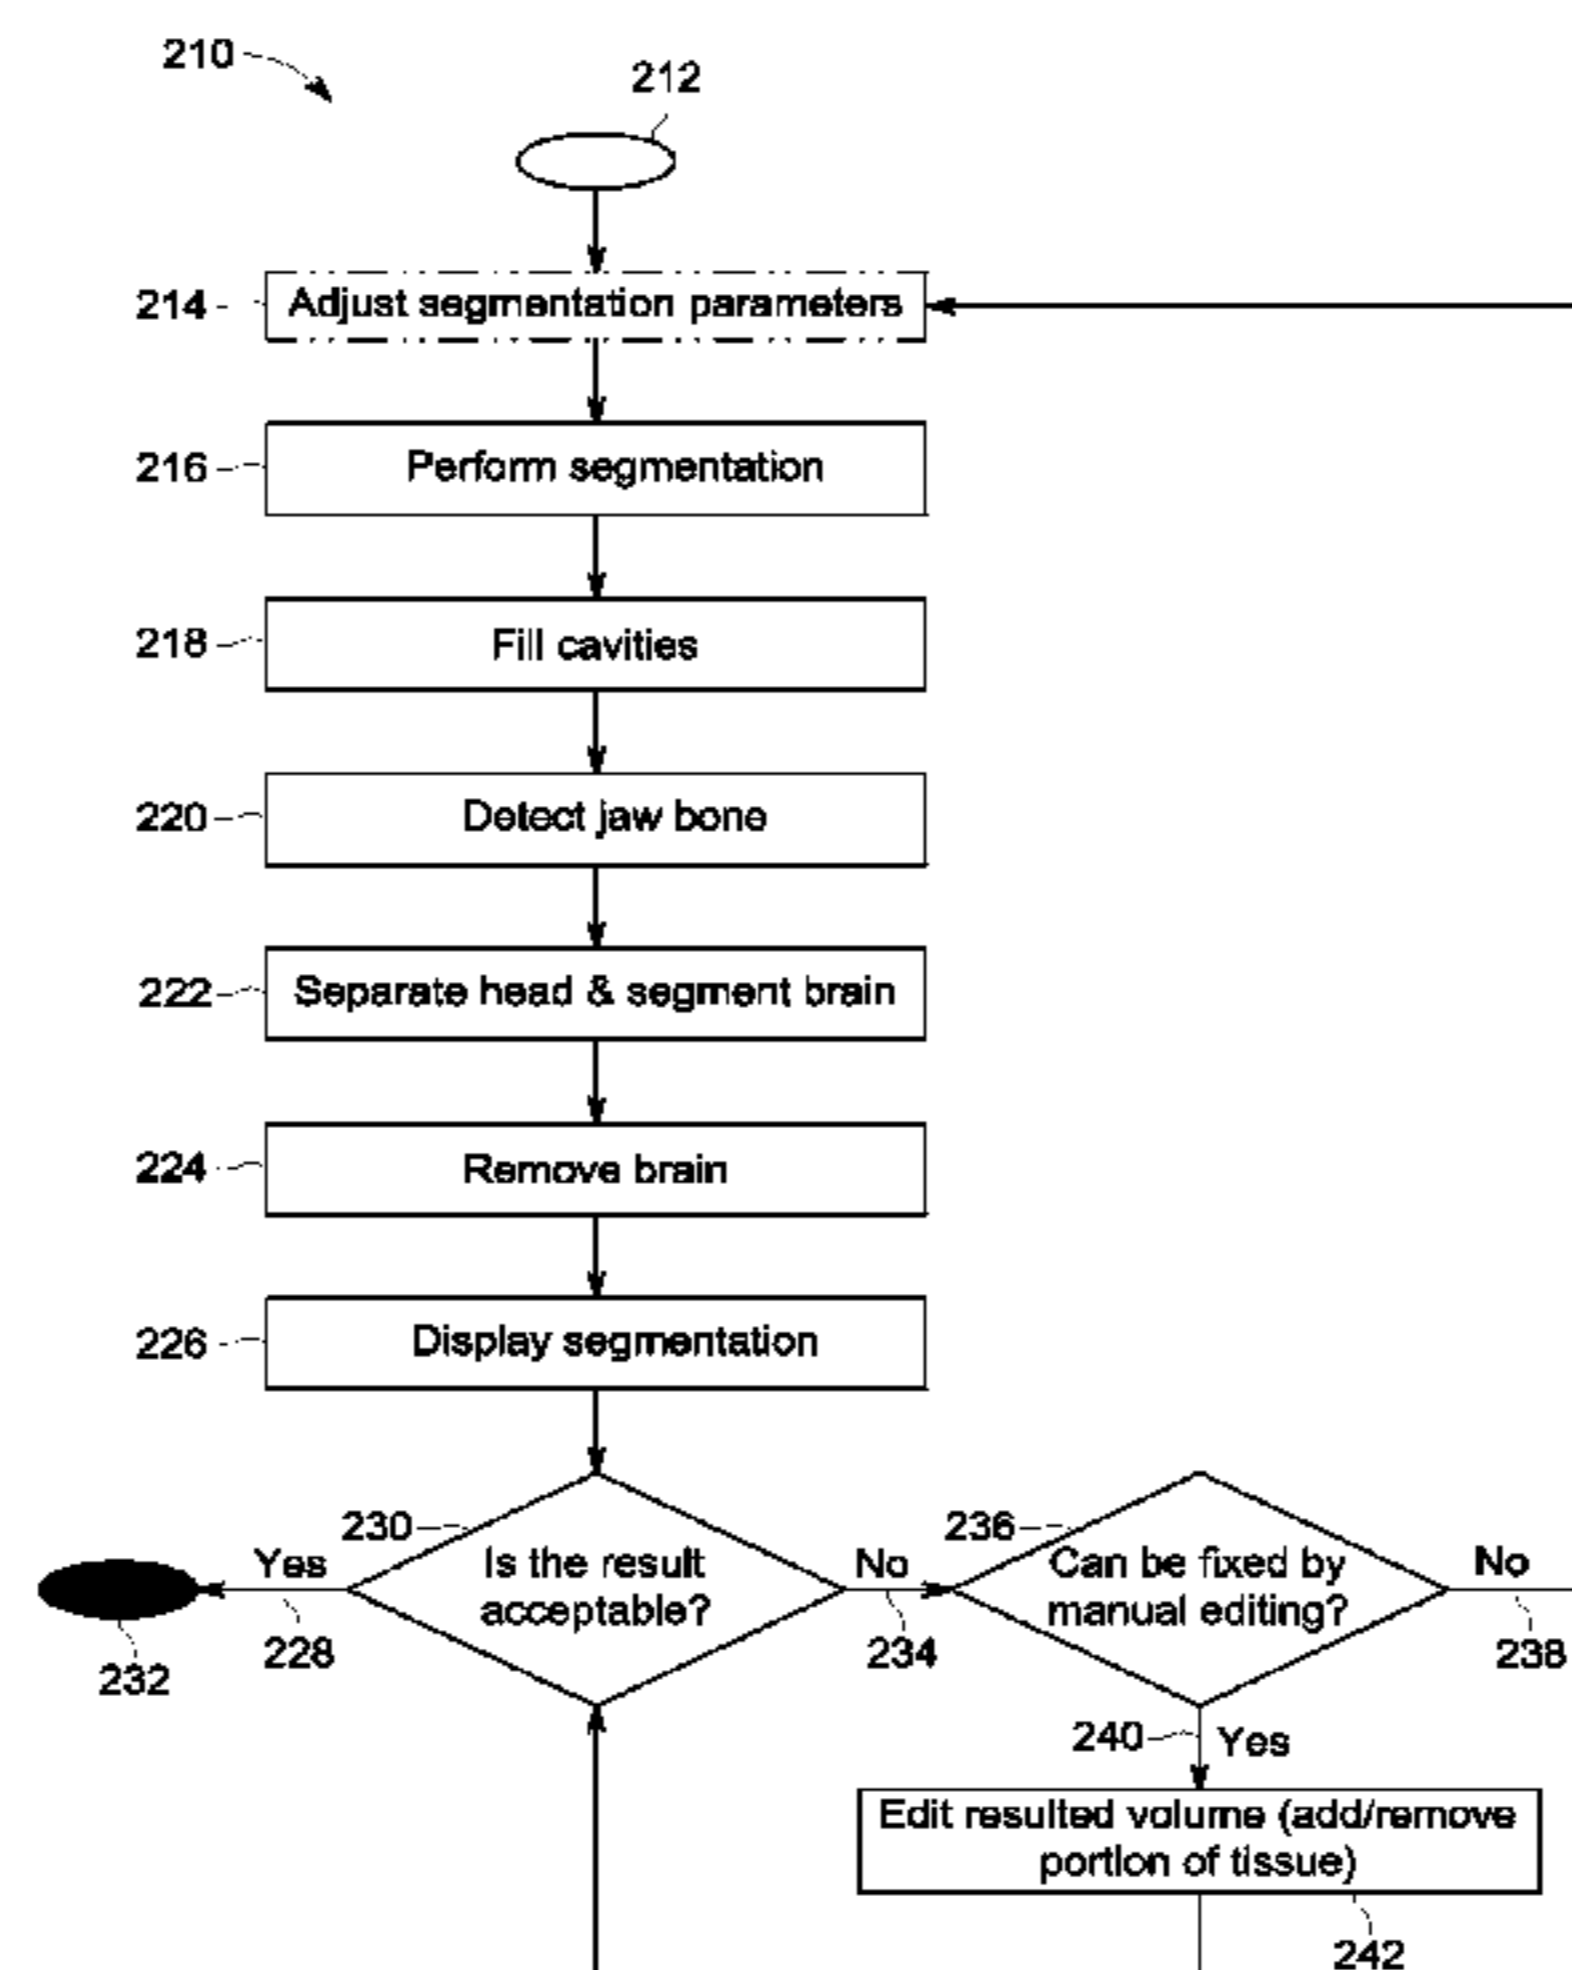 210
212
214
Adjust segmentation parameters
216
Perform segmentation
218
Fill cavities
220
Detect jaw bone
222
Separate head & segment brain
224
Remove brain
226
Display segmentation
230
236
Yes
Is the result
acceptable?
No
Can be fixed by
manual editing?
No
232
228
234
238
240
Yes
Edit resulted volume (add/remove
portion of tissue)
242